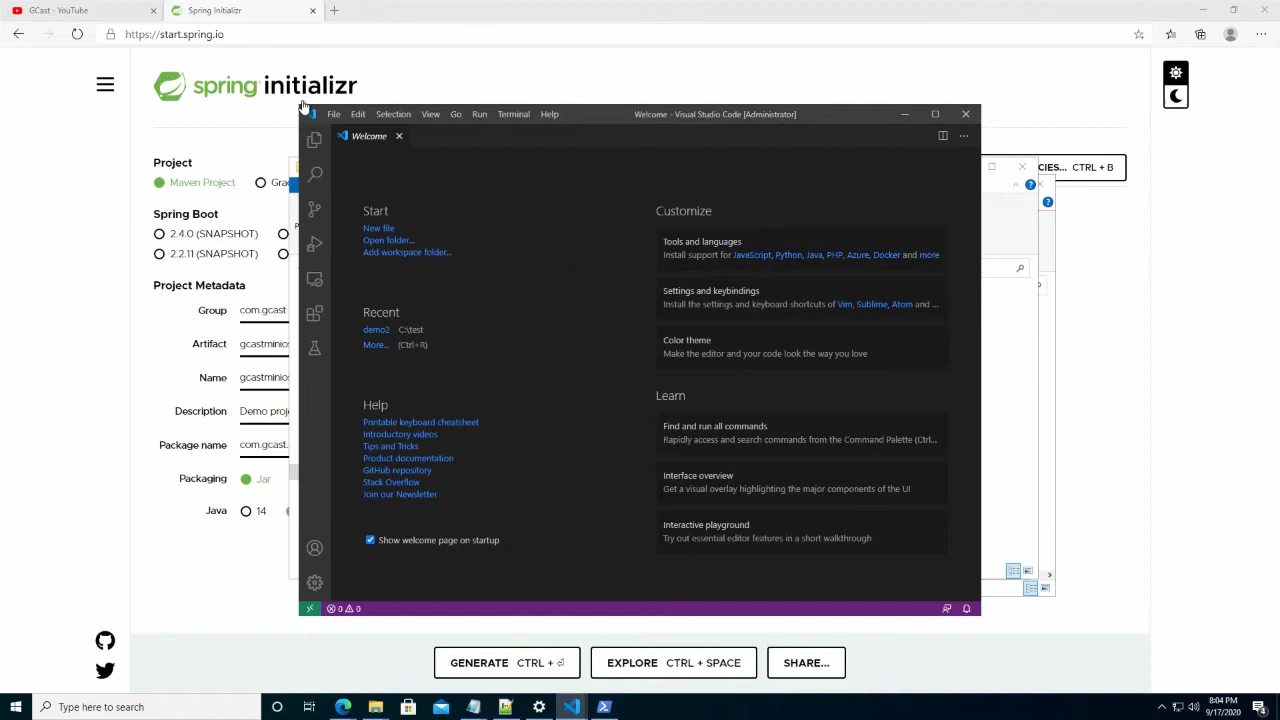 GCast - YouTube
Spring Initializr
https://start.spring.io
spring initializr
File Edit Selection View Go Run Terminal Help
Welcome - Visual Studio Code [Administrator]
Welcome
Project
Maven Project
Spring Boot
2.4.0 (SNAPSHOT)
2.2.11 (SNAPSHOT)
Project Metadata
Group com.gcast
Artifact
Name
Description Demo
Package name com.gcast.
Packaging Jar
Java 14
CTRL + B
Start
New file
Open folder...
Add workspace folder...
Recent
demo2 C:\test
More... (Ctrl+R)
Help
Printable keyboard cheatsheet
Introductory videos
Tips and Tricks
Product documentation
GitHub repository
Stack Overflow
Join our Newsletter
Show welcome page on startup
Customize
Tools and languages
Install support for JavaScript, Python, Java, PHP, Azure, Docker and more
Settings and keybindings
Install the settings and keyboard shortcuts of Vim, Sublime, Atom and ...
Color theme
Make the editor and your code look the way you love
Learn
Find and run all commands
Rapidly access and search commands from the Command Palette (Ctrl...
Interface overview
Get a visual overlay highlighting the major components of the UI
Interactive playground
Try out essential editor features in a short walkthrough
0 0
GENERATE CTRL + ⏎
EXPLORE CTRL + SPACE
SHARE...
Type here to search
8:04 PM
9/17/2020
4